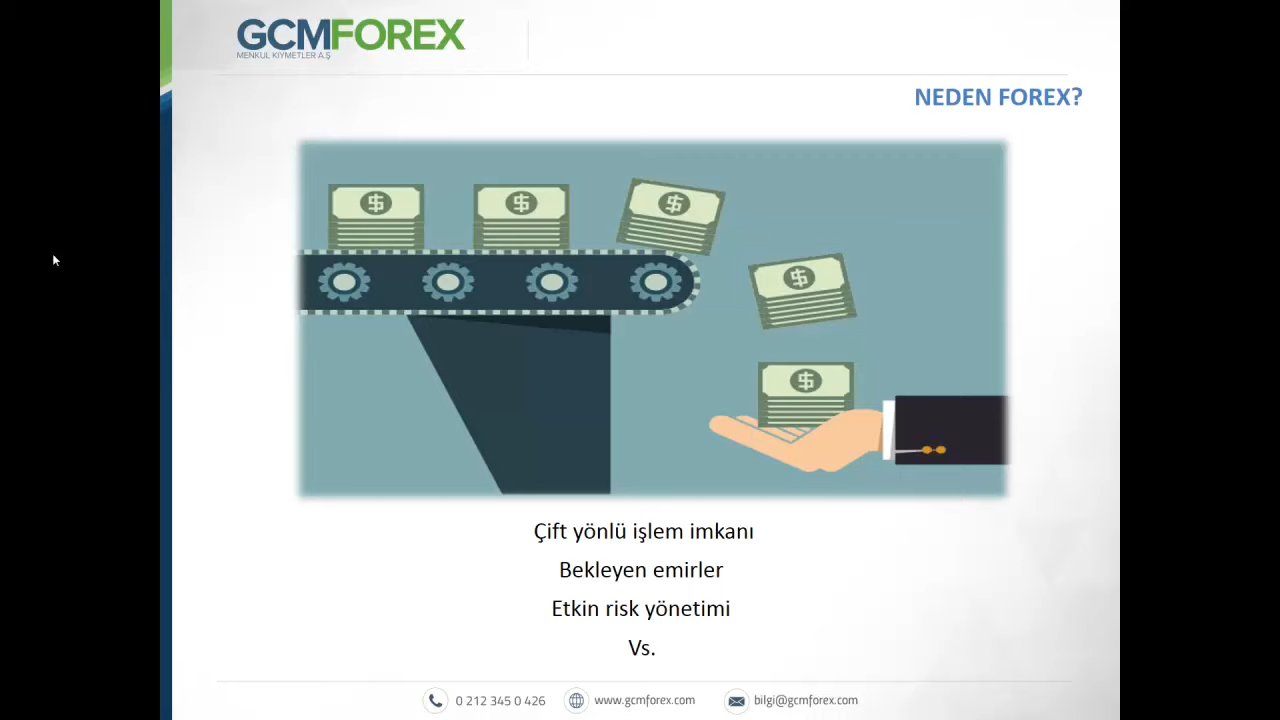 GCMFOREX
MENKUL KIYMETLER A.Ş
NEDEN FOREX?
$ $ $
$
$
Çift yönlü işlem imkanı
Bekleyen emirler
Etkin risk yönetimi
Vs.
0 212 345 0 426 www.gcmforex.com bilgi@gcmforex.com